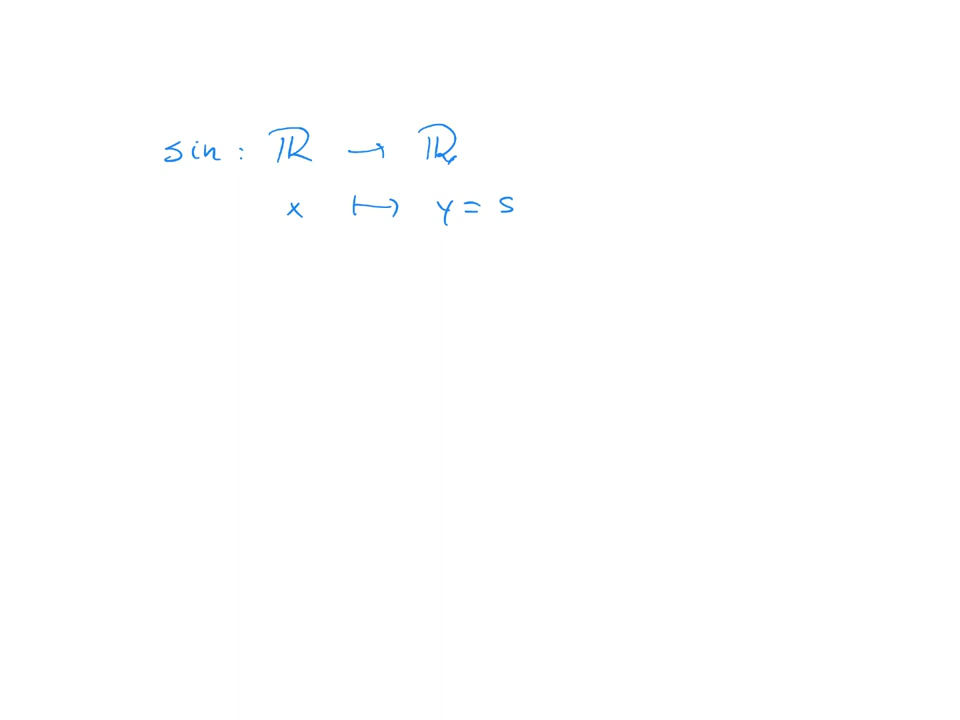 sin : ℝ → ℝ
x ↦ y = s